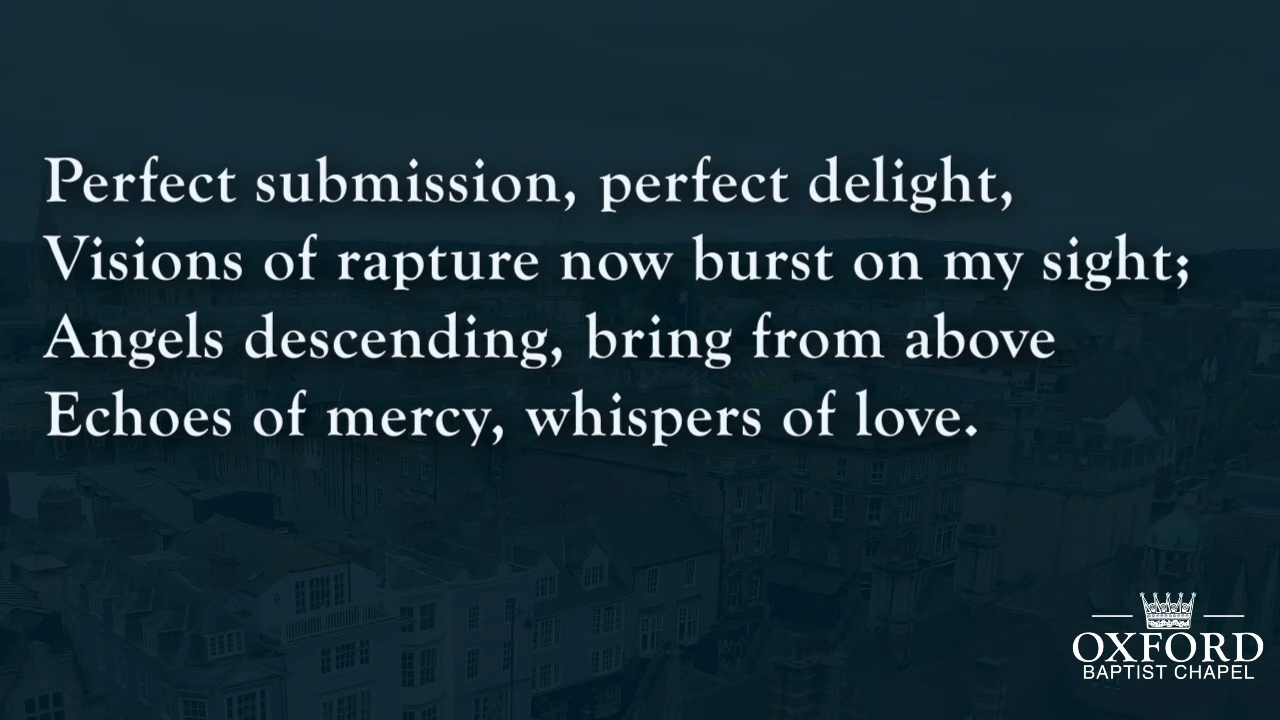 Perfect submission, perfect delight,
Visions of rapture now burst on my sight;
Angels descending, bring from above
Echoes of mercy, whispers of love.
OXFORD
BAPTIST CHAPEL